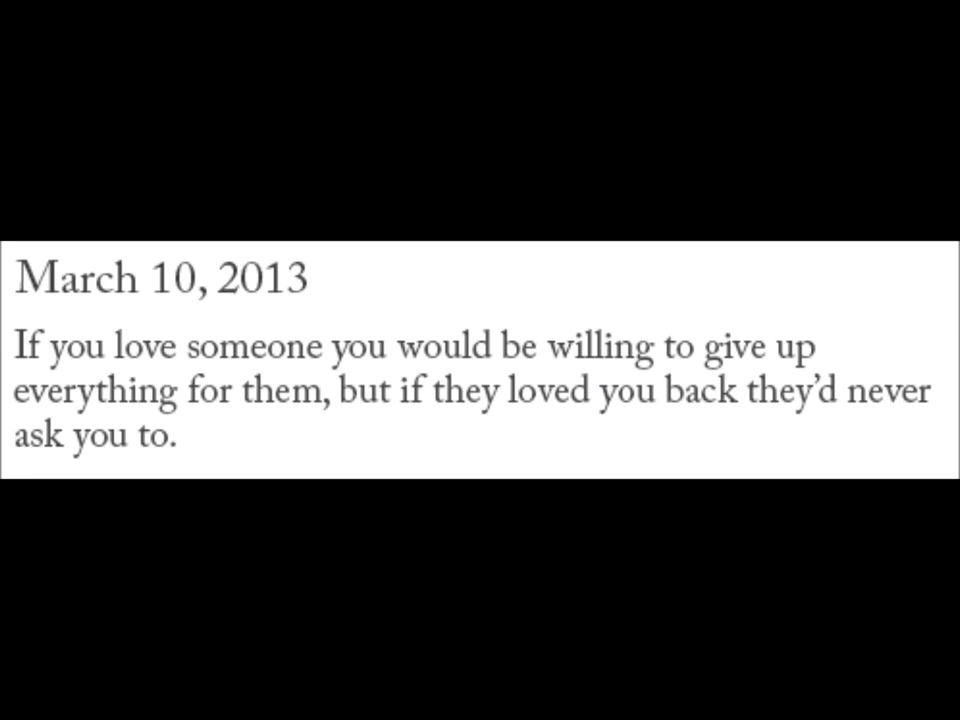 March 10, 2013
If you love someone you would be willing to give up
everything for them, but if they loved you back they’d never
ask you to.